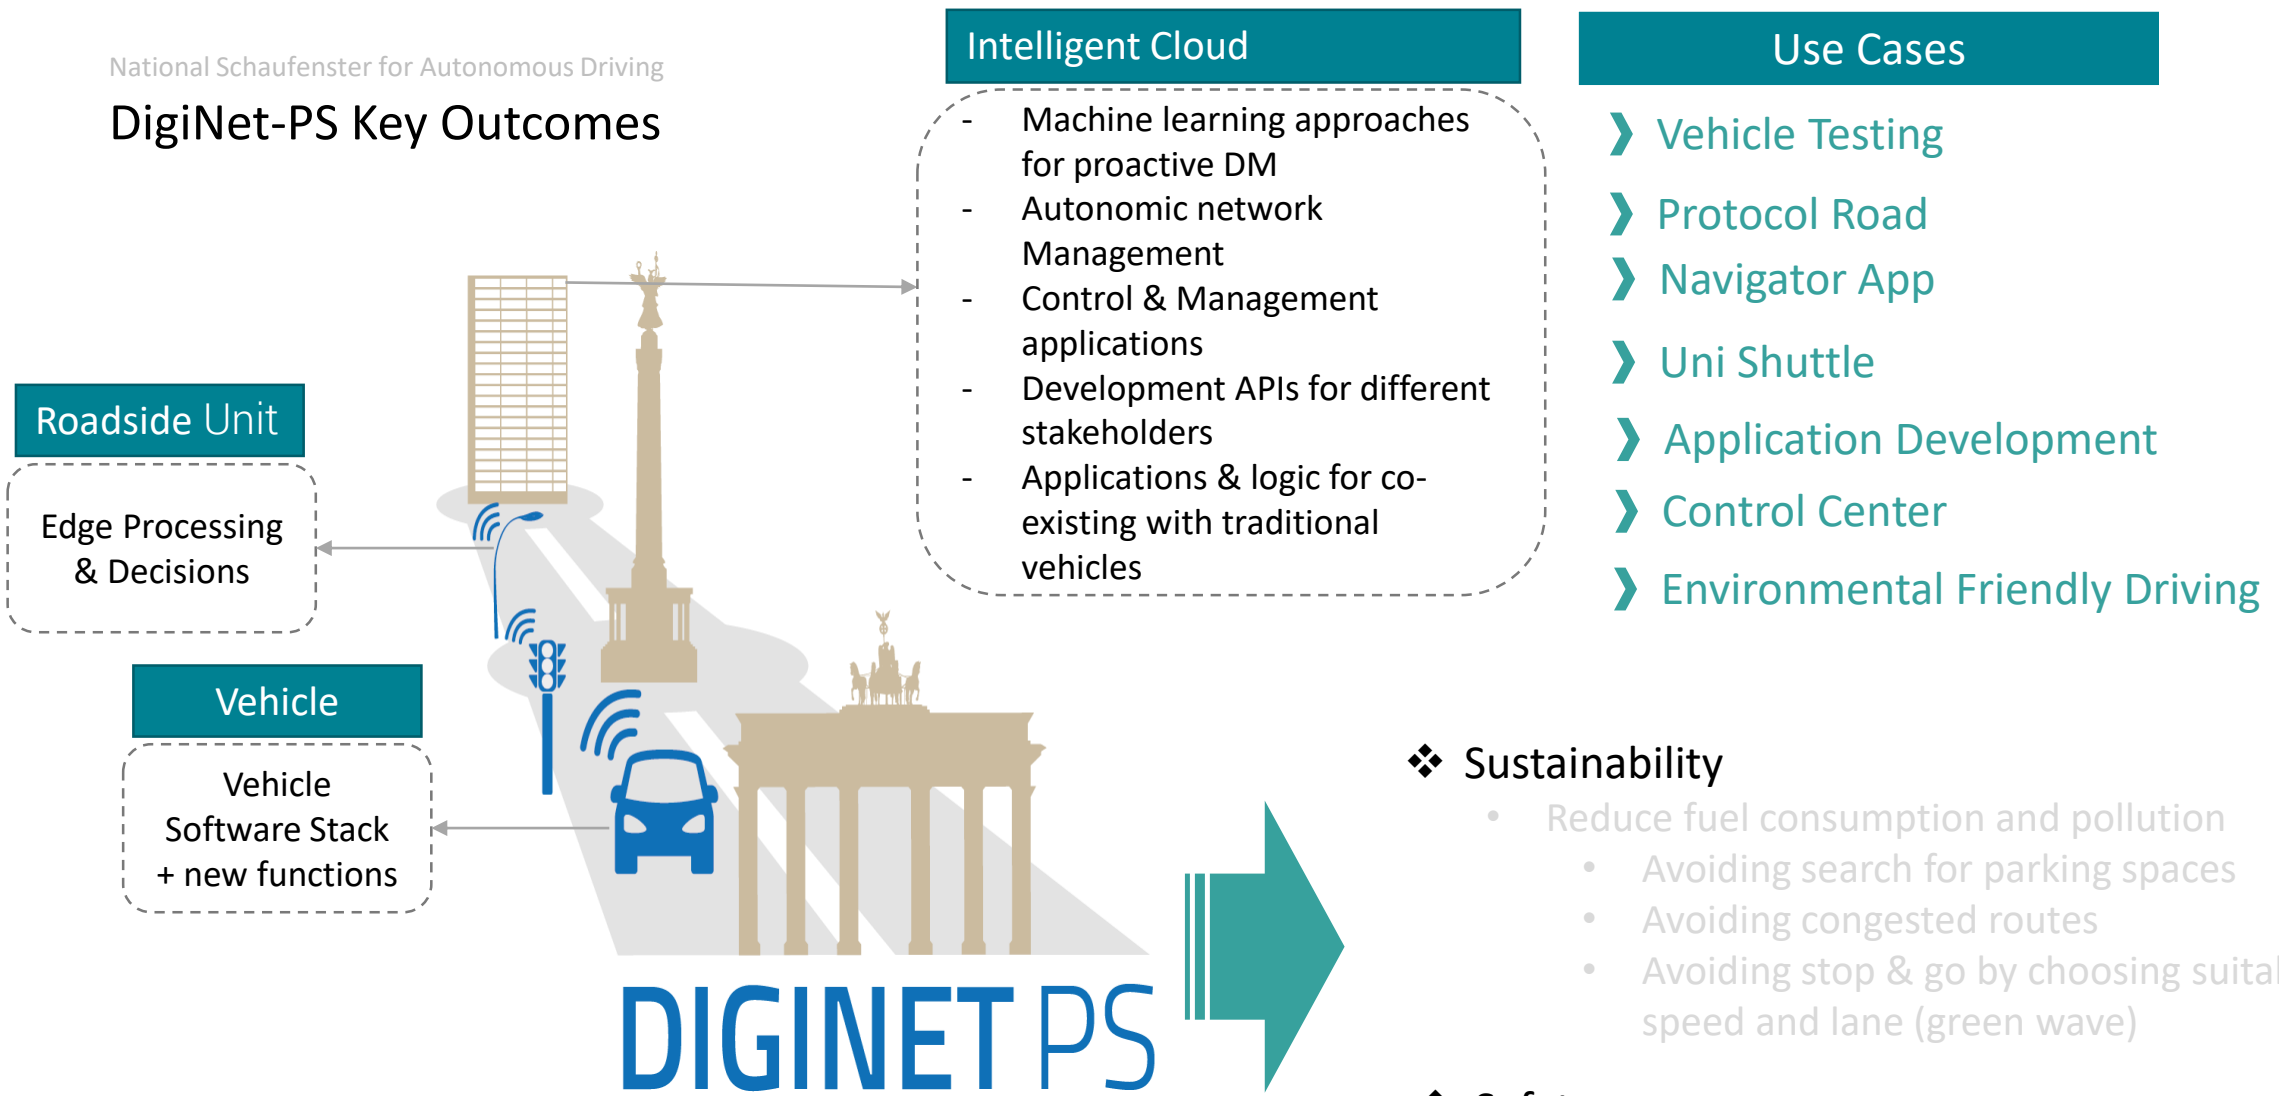 National Schaufenster for Autonomous Driving
DigiNet-PS Key Outcomes
Intelligent Cloud
- Machine learning approaches
for proactive DM
- Autonomic network
Management
- Control & Management
applications
- Development APIs for different
stakeholders
- Applications & logic for co-
existing with traditional
vehicles
Use Cases
Vehicle Testing
Protocol Road
Navigator App
Uni Shuttle
Application Development
Control Center
Environmental Friendly Driving
Roadside Unit
Edge Processing
& Decisions
Vehicle
Vehicle
Software Stack
+ new functions
DIGINET PS
❖ Sustainability
• Reduce fuel consumption and pollution
• Avoiding search for parking spaces
• Avoiding congested routes
• Avoiding stop & go by choosing
speed and lane (green wave)